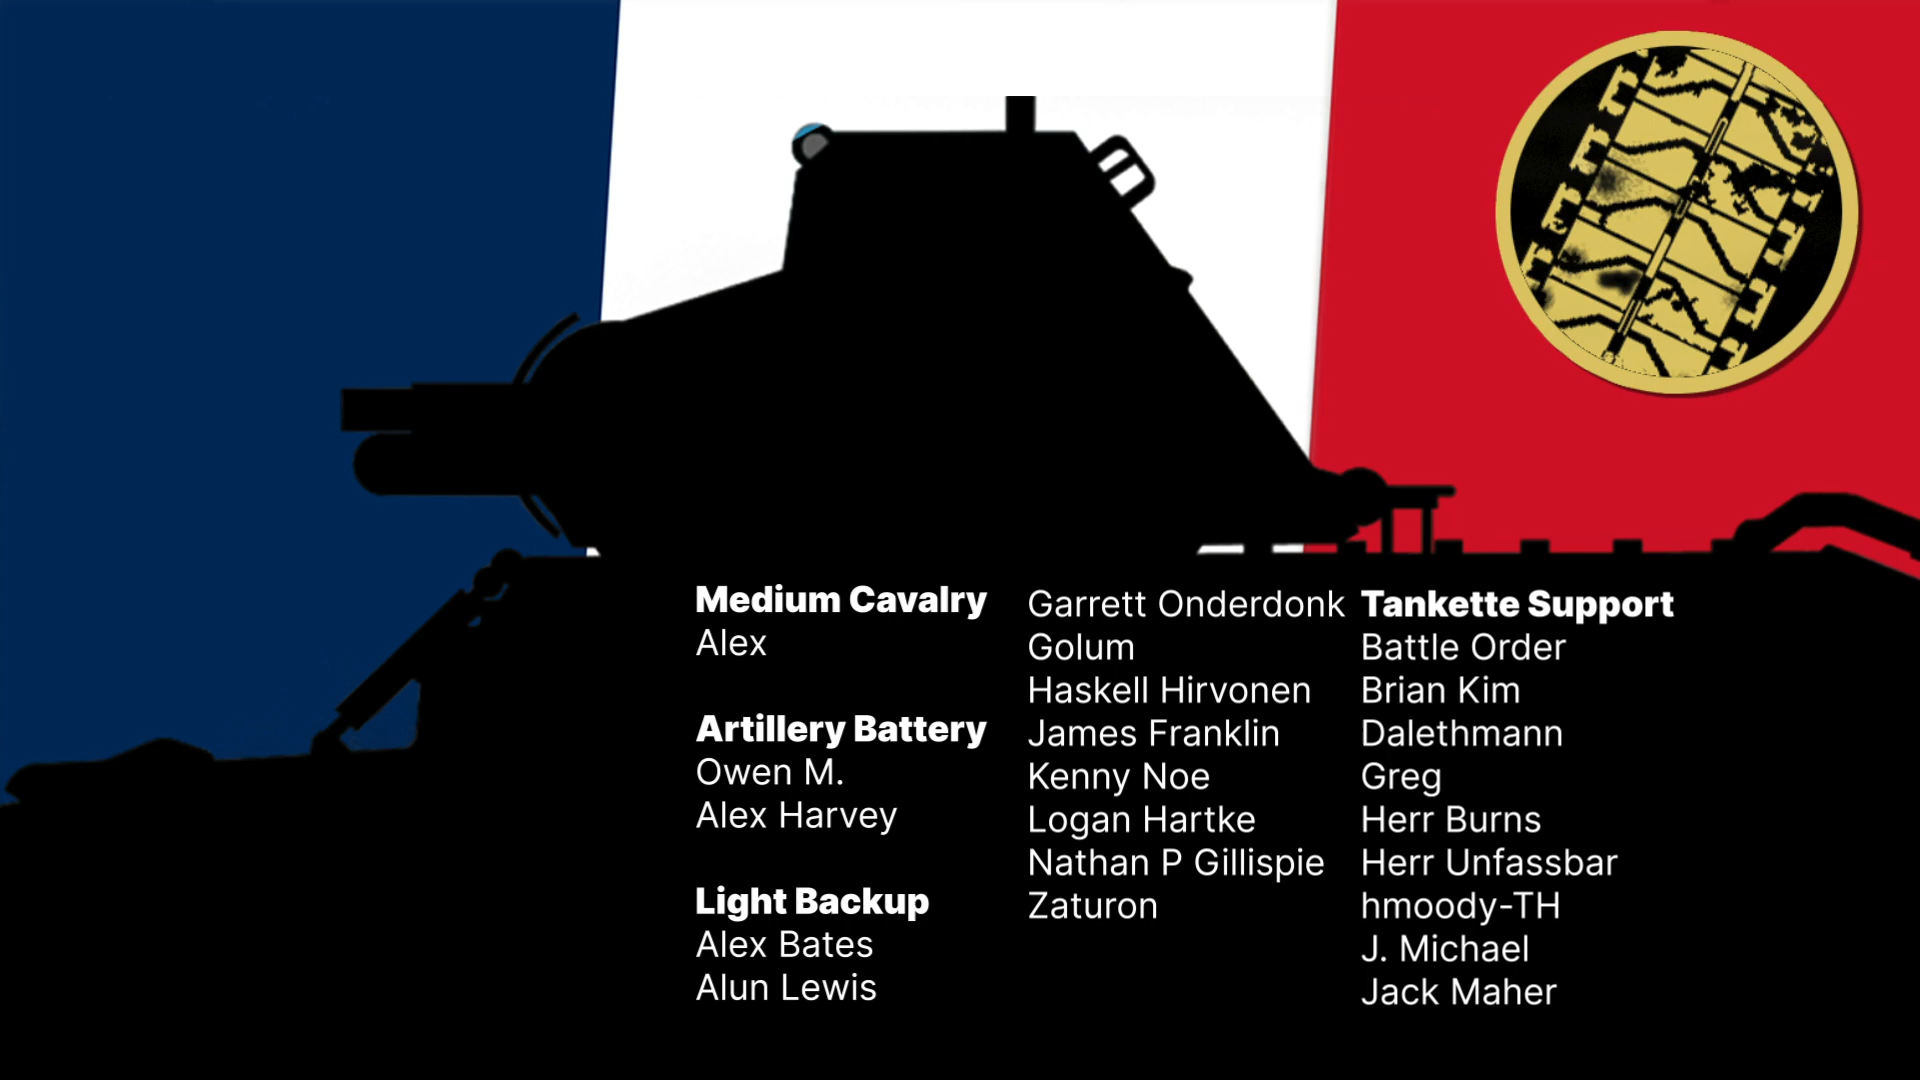 Medium Cavalry
Alex
Artillery Battery
Owen M.
Alex Harvey
Light Backup
Alex Bates
Alun Lewis
Garrett Onderdonk
Golum
Haskell Hirvonen
James Franklin
Kenny Noe
Logan Hartke
Nathan P Gillispie
Zaturon
Tankette Support
Battle Order
Brian Kim
Dalethmann
Greg
Herr Burns
Herr Unfassbar
hmoody-TH
J. Michael
Jack Maher